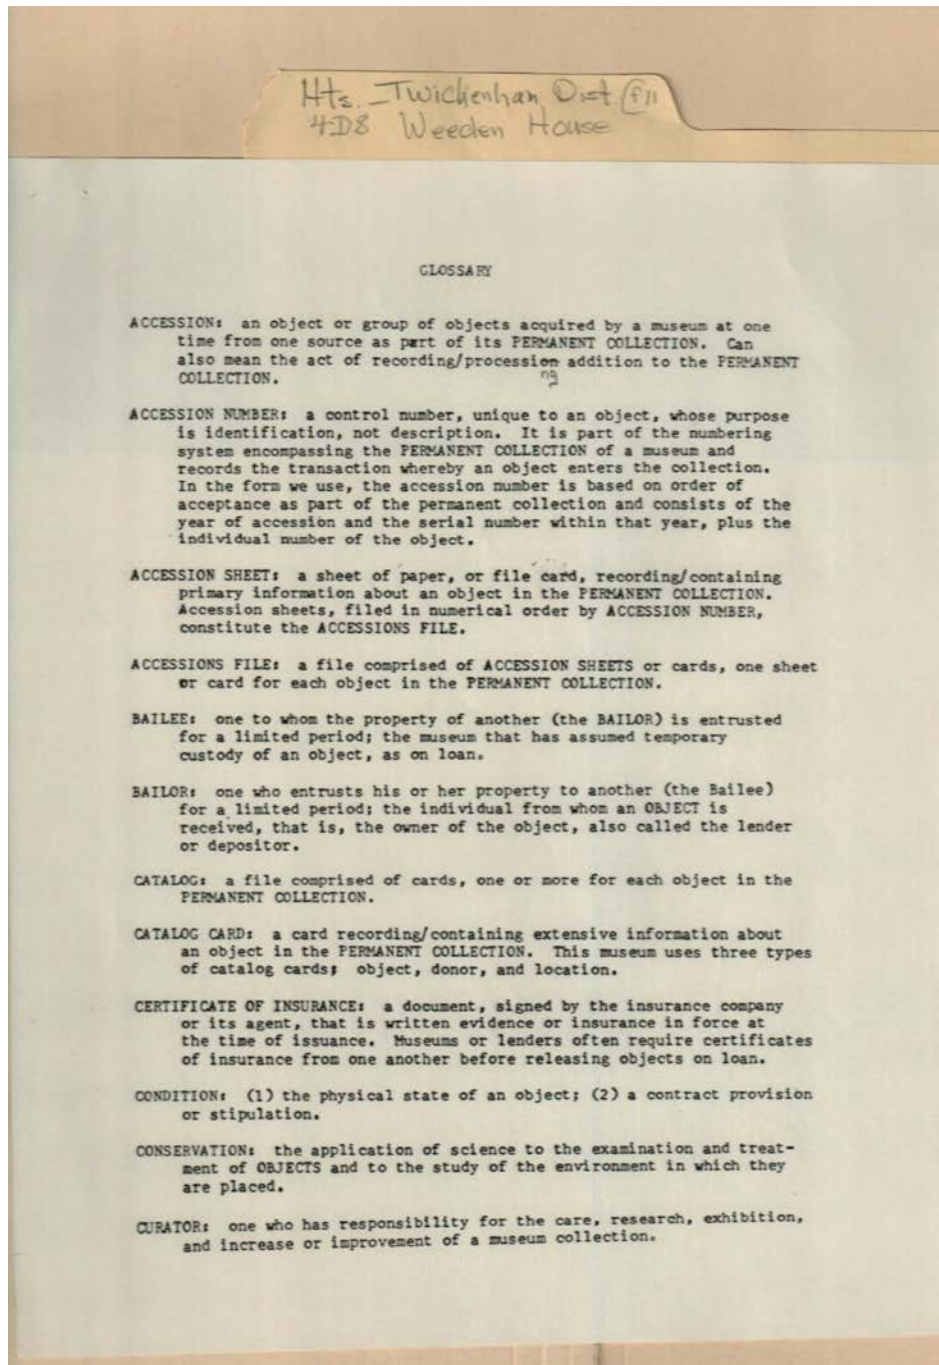 Hts. - Twickenhan Dist F11
4D8 Weeden House
GLOSSARY
ACCESSION: an object or group of objects acquired by a museum at one
time from one source as part of its PERMANENT COLLECTION. Can
also mean the act of recording/procession addition to the PERMANENT
ng
COLLECTION.
ACCESSION NUMBER: a control number, unique to an object, whose purpose
is identification, not description. It is part of the numbering
system encompassing the PERMANENT COLLECTION of a museum and
records the transaction whereby an object enters the collection.
In the form we use, the accession number is based on order of
acceptance as part of the permanent collection and consists of the
year of accession and the serial number within that year, plus the
individual number of the object.
ACCESSION SHEET: a sheet of paper, or file card, recording/containing
primary information about an object in the PERMANENT COLLECTION.
Accession sheets, filed in numerical order by ACCESSION NUMBER,
constitute the ACCESSIONS FILE.
ACCESSIONS FILE: a file comprised of ACCESSION SHEETS or cards, one sheet
or card for each object in the PERMANENT COLLECTION.
BAILEE: one to whom the property of another (the BAILOR) is entrusted
for a limited period; the museum that has assumed temporary
custody of an object, as on loan.
BAILOR: one who entrusts his or her property to another (the Bailee)
for a limited period; the individual from whom an OBJECT is
received, that is, the owner of the object, also called the lender
or depositor.
CATALOG: a file comprised of cards, one or more for each object in the
PERMANENT COLLECTION.
CATALOG CARD: a card recording/containing extensive information about
an object in the PERMANENT COLLECTION. This museum uses three types
of catalog cards; object, donor, and location.
CERTIFICATE OF INSURANCE: a document, signed by the insurance company
or its agent, that is written evidence or insurance in force at
the time of issuance. Museums or lenders often require certificates
of insurance from one another before releasing objects on loan.
CONDITION: (1) the physical state of an object; (2) a contract provision
or stipulation.
CONSERVATION: the application of science to the examination and treat-
ment of OBJECTS and to the study of the environment in which they
are placed.
CURATOR: one who has responsibility for the care, research, exhibition,
and increase or improvement of a museum collection.